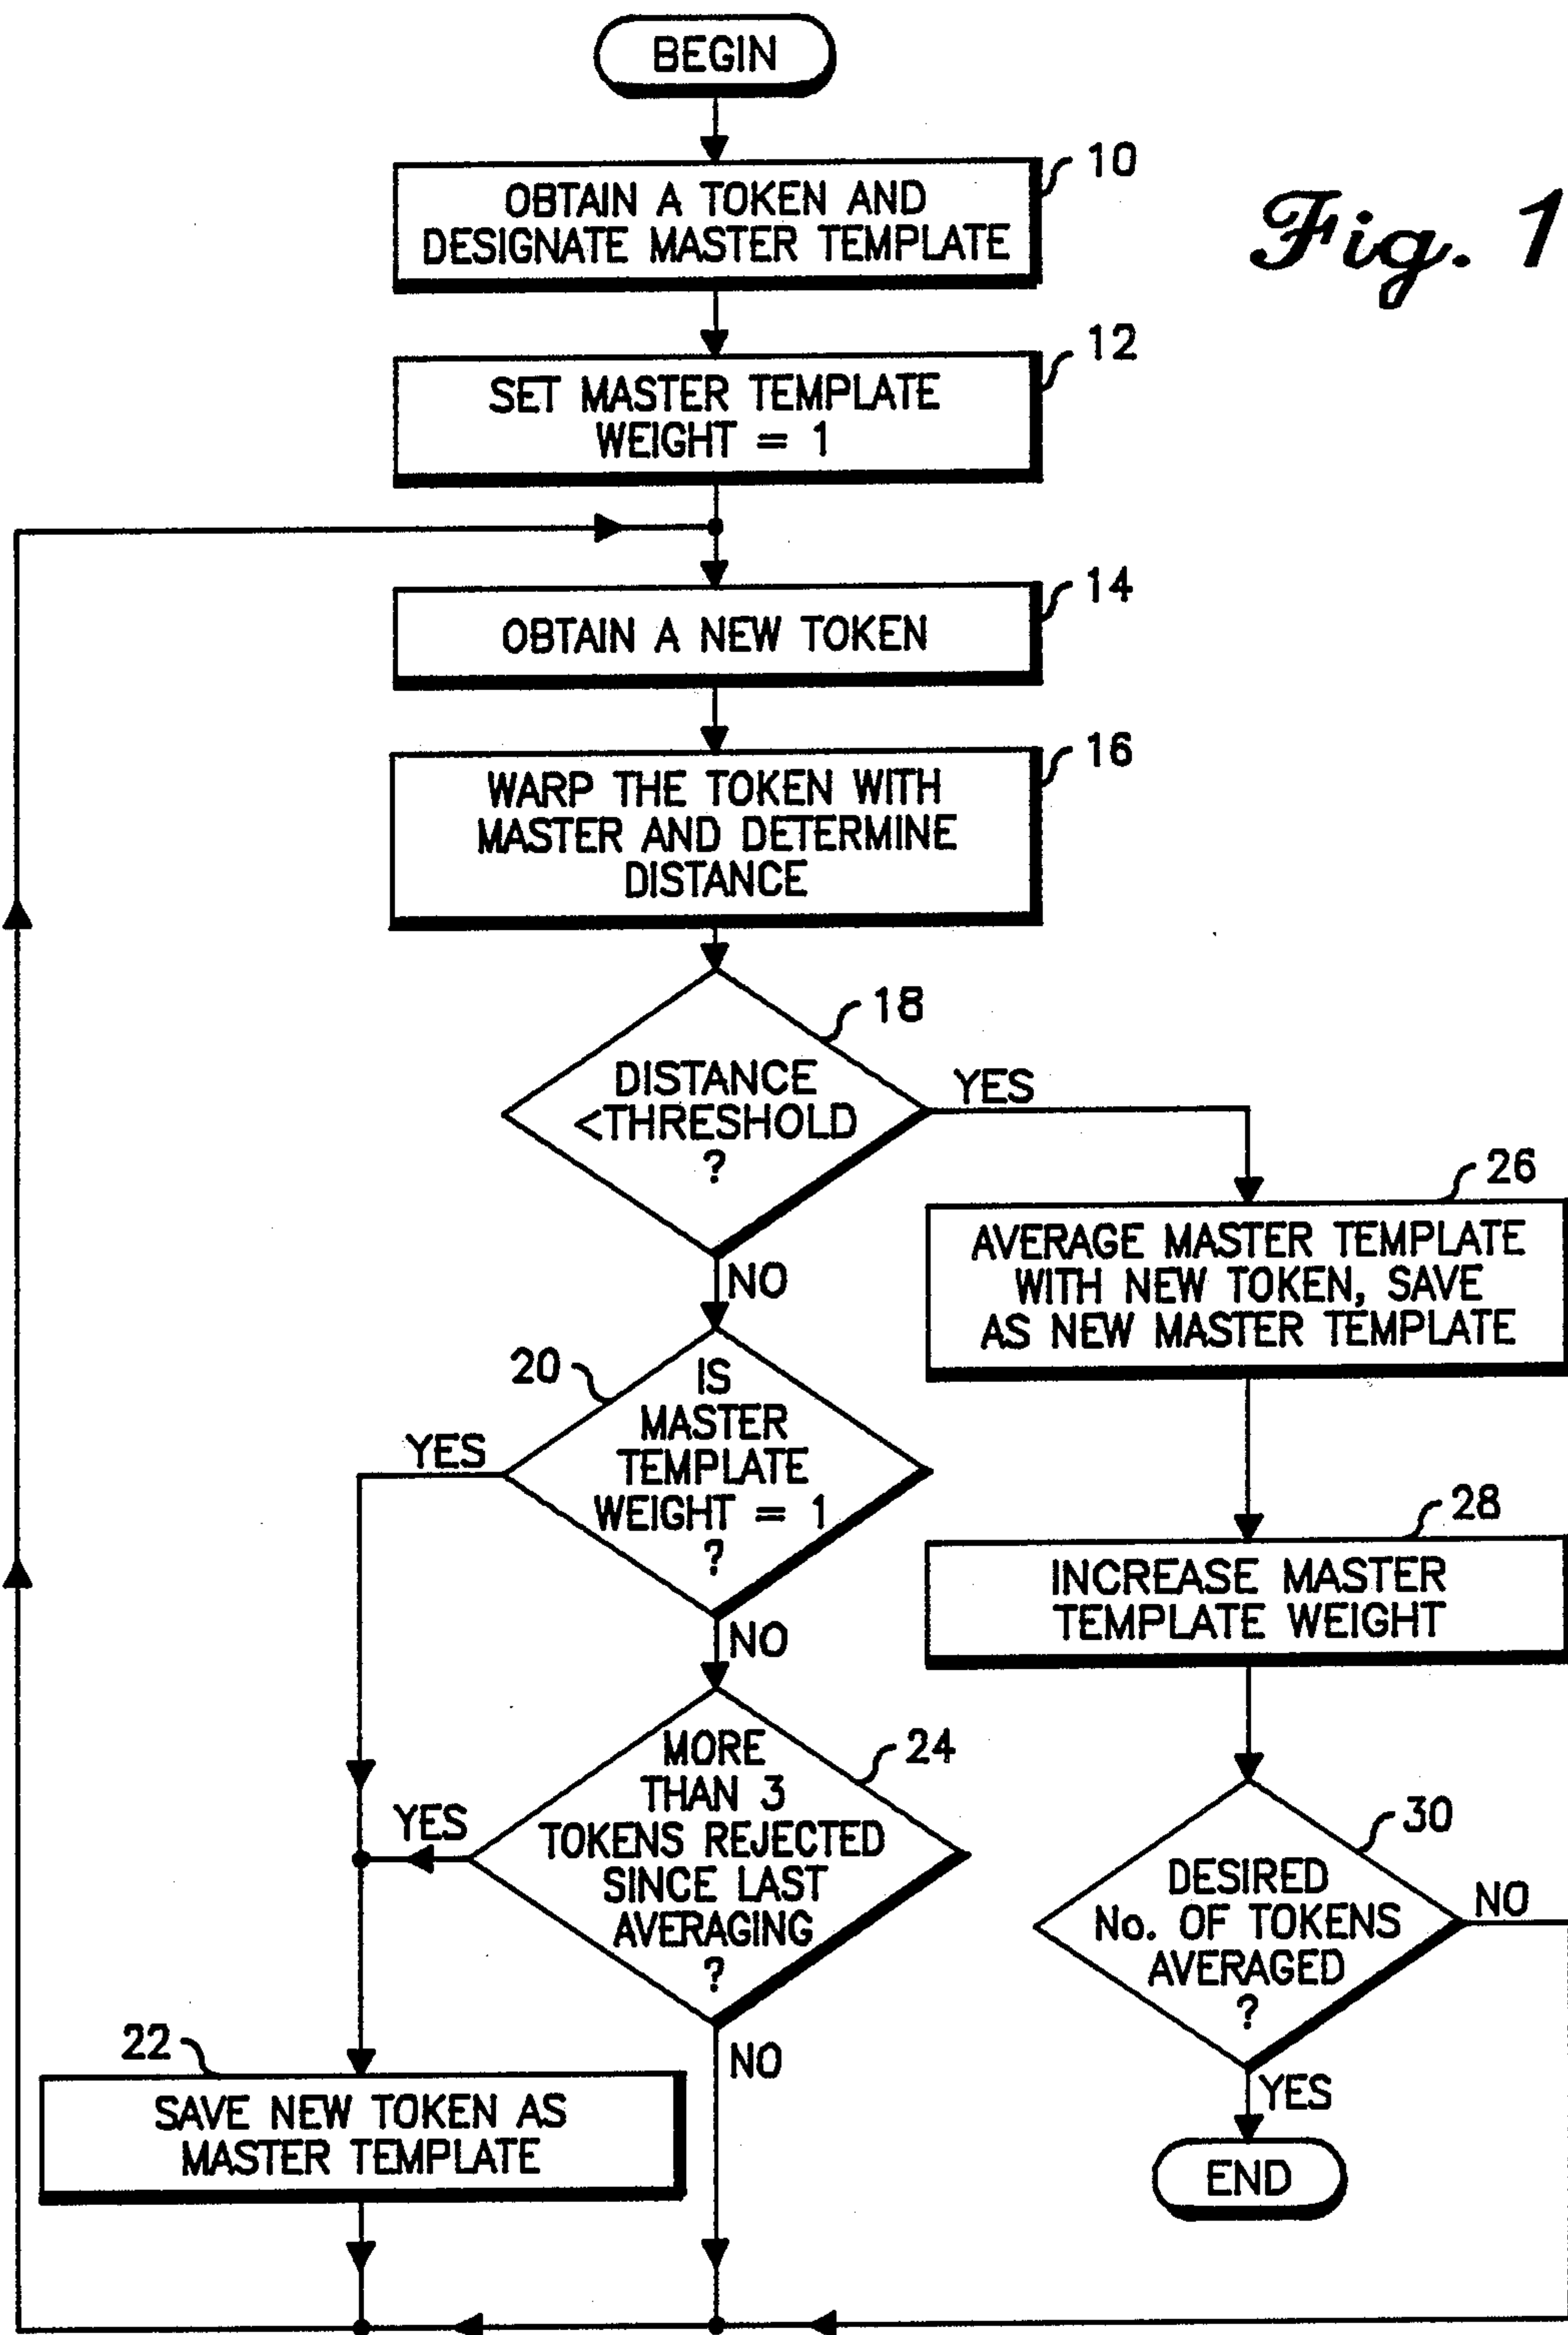 BEGIN
10
OBTAIN A TOKEN AND
DESIGNATE MASTER TEMPLATE
Fig. 1
12
SET MASTER TEMPLATE
WEIGHT = 1
14
OBTAIN A NEW TOKEN
16
WARP THE TOKEN WITH
MASTER AND DETERMINE
DISTANCE
18
DISTANCE
<THRESHOLD
?
YES
NO
26
AVERAGE MASTER TEMPLATE
WITH NEW TOKEN, SAVE
AS NEW MASTER TEMPLATE
20
IS
MASTER
TEMPLATE
WEIGHT = 1
?
YES
NO
28
INCREASE MASTER
TEMPLATE WEIGHT
24
MORE
THAN 3
TOKENS REJECTED
SINCE LAST
AVERAGING
?
YES
NO
30
DESIRED
No. OF TOKENS
AVERAGED
?
NO
YES
22
SAVE NEW TOKEN AS
MASTER TEMPLATE
END